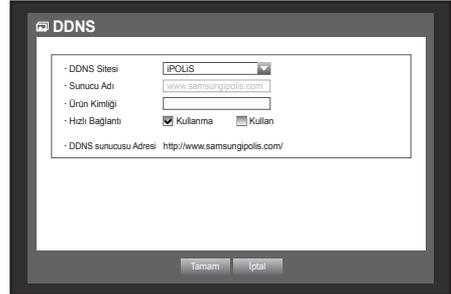 DDNS
· DDNS Sitesi iPOLiS
· Sunucu Adı www.samsungipolis.com
· Ürün Kimliği
· Hızlı Bağlantı Kullanma Kullan
· DDNS sunucusu Adresi http://www.samsungipolis.com/
Tamam İptal